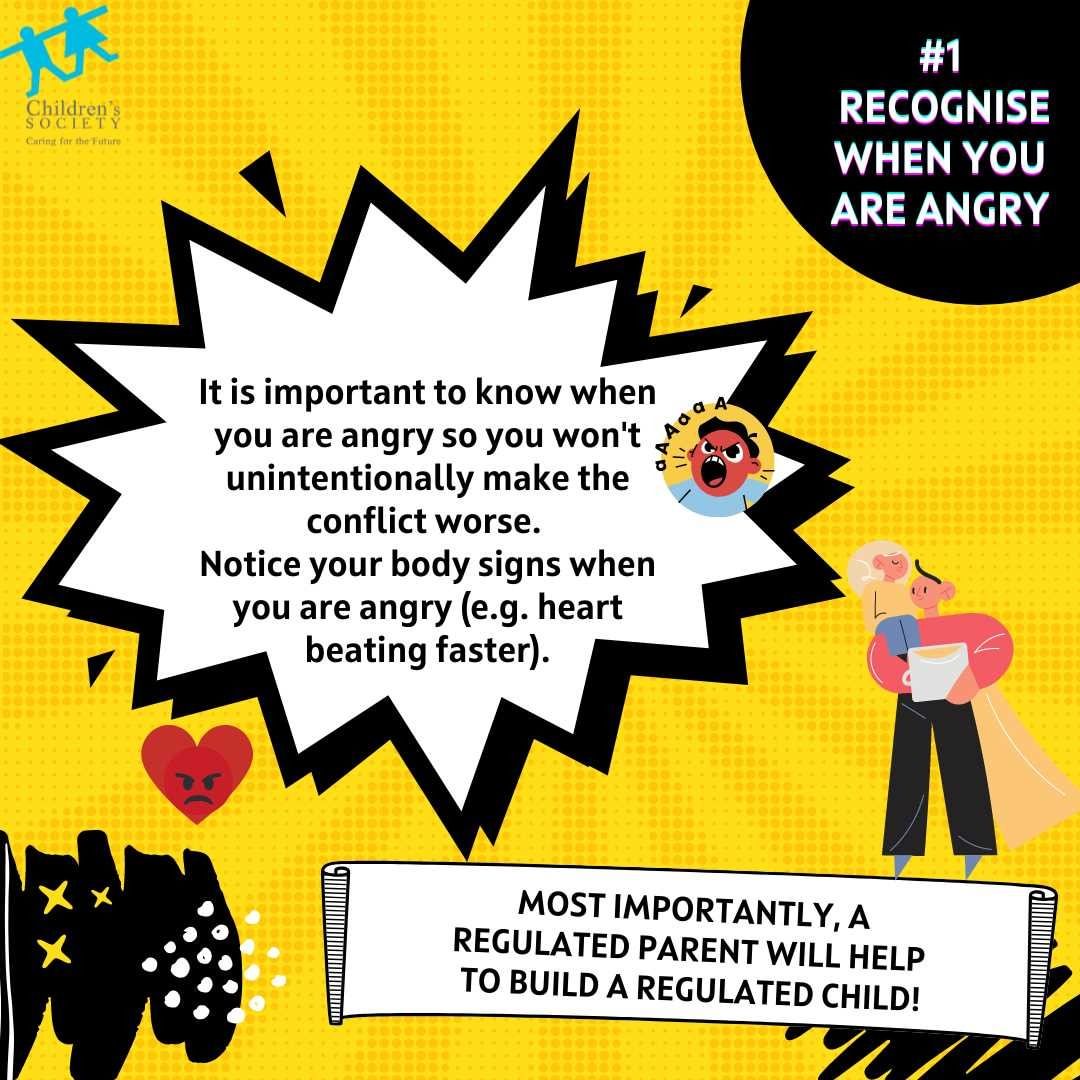 Children's
SOCIETY
Caring for the Future
#1
RECOGNISE
WHEN YOU
ARE ANGRY
It is important to know when
you are angry so you won't
unintentionally make the
conflict worse.
Notice your body signs when
you are angry (e.g. heart
beating faster).
aAAaaA
MOST IMPORTANTLY, A
REGULATED PARENT WILL HELP
TO BUILD A REGULATED CHILD!